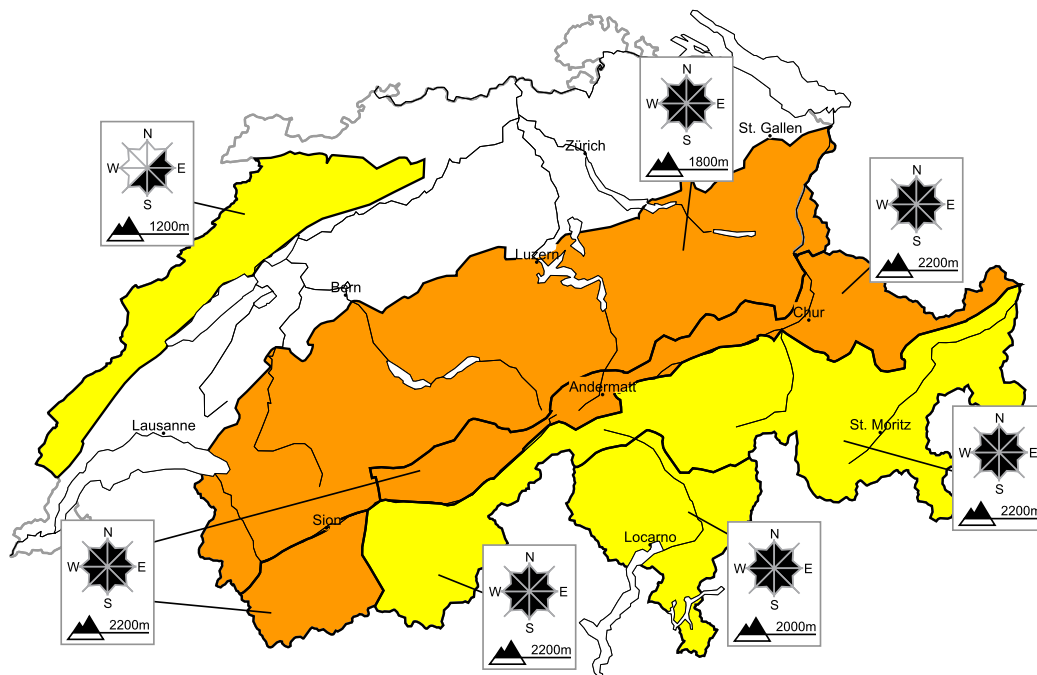 N
W E
S
1200m
N
W E
S
1800m
St. Gallen
Zürich
N
W E
S
2200m
Luzern
Bern
Chur
Andermatt
Lausanne
St. Moritz
N
W E
S
2200m
Sion
Locarno
N
W E
S
2200m
N
W E
S
2200m
N
W E
S
2000m